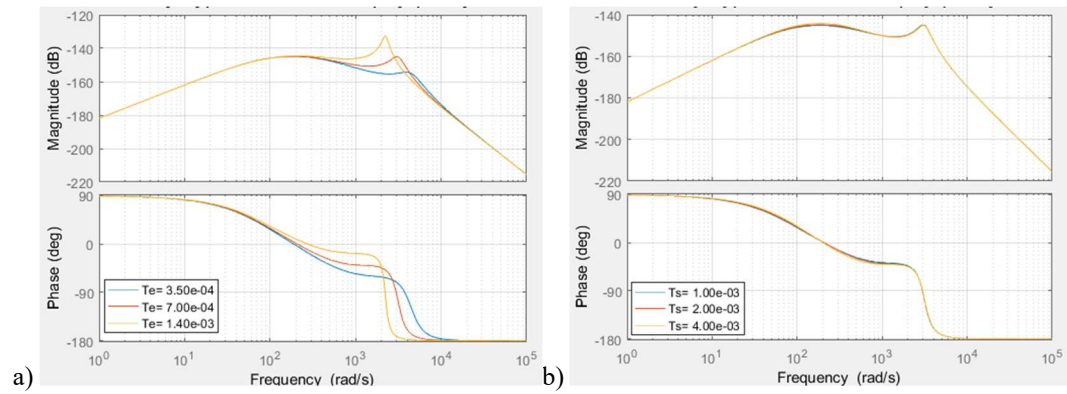 -120
-140
-160
-180
-200
-220
Magnitude (dB)
90
0
-90
-180
Phase (deg)
Te= 3.50e-04
Te= 7.00e-04
Te= 1.40e-03
10^0 10^1 10^2 10^3 10^4 10^5
Frequency (rad/s)
a)
-140
-160
-180
-200
-220
Magnitude (dB)
90
0
-90
-180
Phase (deg)
Ts= 1.00e-03
Ts= 2.00e-03
Ts= 4.00e-03
10^0 10^1 10^2 10^3 10^4 10^5
Frequency (rad/s)
b)